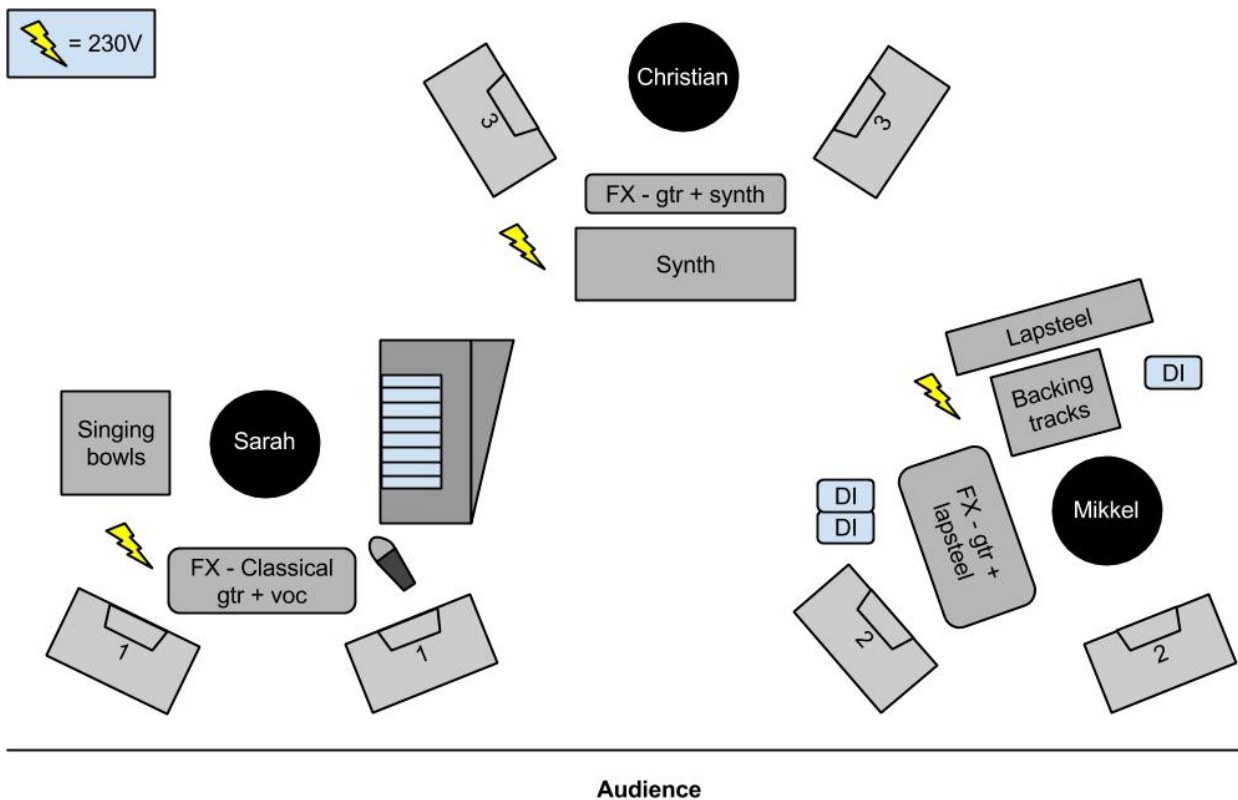 = 230V
Christian
3
3
FX - gtr + synth
Synth
Lapsteel
DI
Backing
tracks
Singing
bowls
Sarah
DI
DI
FX - gtr +
lapsteel
Mikkel
FX - Classical
gtr + voc
1
1
2
2
Audience